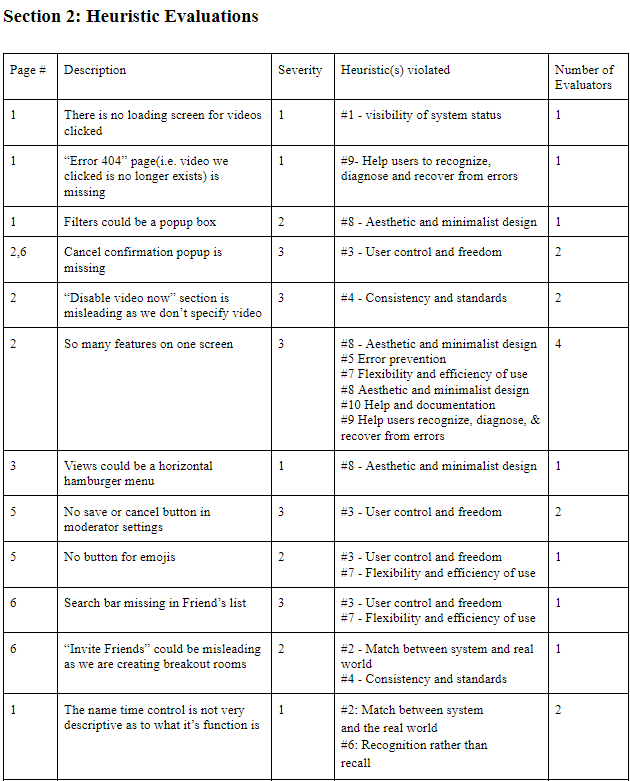 Section 2: Heuristic Evaluations
Page # Description Severity Heuristic(s) violated Number of
Evaluators
1 There is no loading screen for videos 1 #1 - visibility of system status 1
clicked
1 “Error 404” page(i.e. video we 1 #9- Help users to recognize, 1
clicked is no longer exists) is diagnose and recover from errors
missing
1 Filters could be a popup box 2 #8 - Aesthetic and minimalist design 1
2,6 Cancel confirmation popup is 3 #3 - User control and freedom 2
missing
2 “Disable video now” section is 3 #4 - Consistency and standards 2
misleading as we don’t specify video
2 So many features on one screen 3 #8 - Aesthetic and minimalist design 4
#5 Error prevention
#7 Flexibility and efficiency of use
#8 Aesthetic and minimalist design
#10 Help and documentation
#9 Help users recognize, diagnose, &
recover from errors
3 Views could be a horizontal 1 #8 - Aesthetic and minimalist design 1
hamburger menu
5 No save or cancel button in 3 #3 - User control and freedom 2
moderator settings
5 No button for emojis 2 #3 - User control and freedom 1
#7 - Flexibility and efficiency of use
6 Search bar missing in Friend’s list 3 #3 - User control and freedom 1
#7 - Flexibility and efficiency of use
6 “Invite Friends” could be misleading 2 #2 - Match between system and real 1
as we are creating breakout rooms world
#4 - Consistency and standards
1 The name time control is not very 1 #2: Match between system 2
descriptive as to what it’s function is and the real world
#6: Recognition rather than
recall